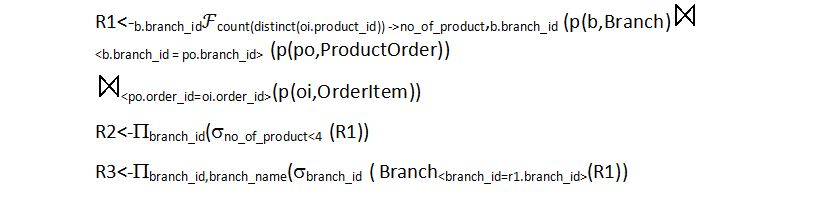 R1<-b.branch_idℱcount(distinct(oi.product_id)) ->no_of_product,b.branch_id (p(b,Branch)⋈
<b.branch_id = po.branch_id> (p(po,ProductOrder))
⋈<po.order_id=oi.order_id>(p(oi,OrderItem))
R2<-Πbranch_id(σno_of_product<4 (R1))
R3<-Πbranch_id,branch_name(σbranch_id ( Branch<branch_id=r1.branch_id>(R1))